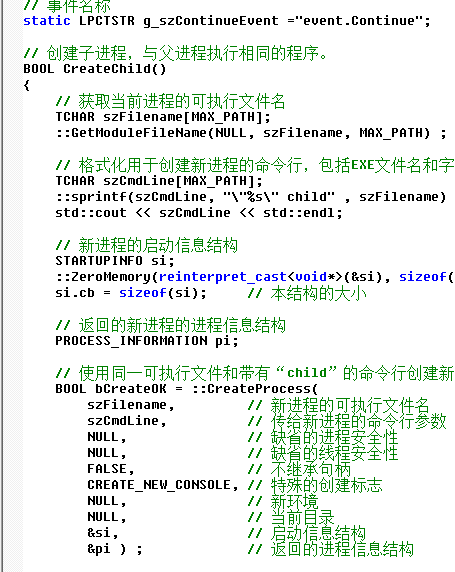 // 事件名称
static LPCTSTR g_szContinueEvent ="event.Continue";
// 创建子进程，与父进程执行相同的程序。
BOOL CreateChild()
{
// 获取当前进程的可执行文件名
TCHAR szFilename[MAX_PATH];
::GetModuleFileName(NULL, szFilename, MAX_PATH) ;
// 格式化用于创建新进程的命令行，包括EXE文件名和字
TCHAR szCmdLine[MAX_PATH];
::sprintf(szCmdLine, "\"%s\" child" , szFilename)
std::cout << szCmdLine << std::endl;
// 新进程的启动信息结构
STARTUPINFO si;
::ZeroMemory(reinterpret_cast<void*>(&si), sizeof(
si.cb = sizeof(si); // 本结构的大小
// 返回的新进程的进程信息结构
PROCESS_INFORMATION pi;
// 使用同一可执行文件和带有“child”的命令行创建新
BOOL bCreateOK = ::CreateProcess(
szFilename, // 新进程的可执行文件名
szCmdLine, // 传给新进程的命令行参数
NULL, // 缺省的进程安全性
NULL, // 缺省的线程安全性
FALSE, // 不继承句柄
CREATE_NEW_CONSOLE, // 特殊的创建标志
NULL, // 新环境
NULL, // 当前目录
&si, // 启动信息结构
&pi ) ; // 返回的进程信息结构